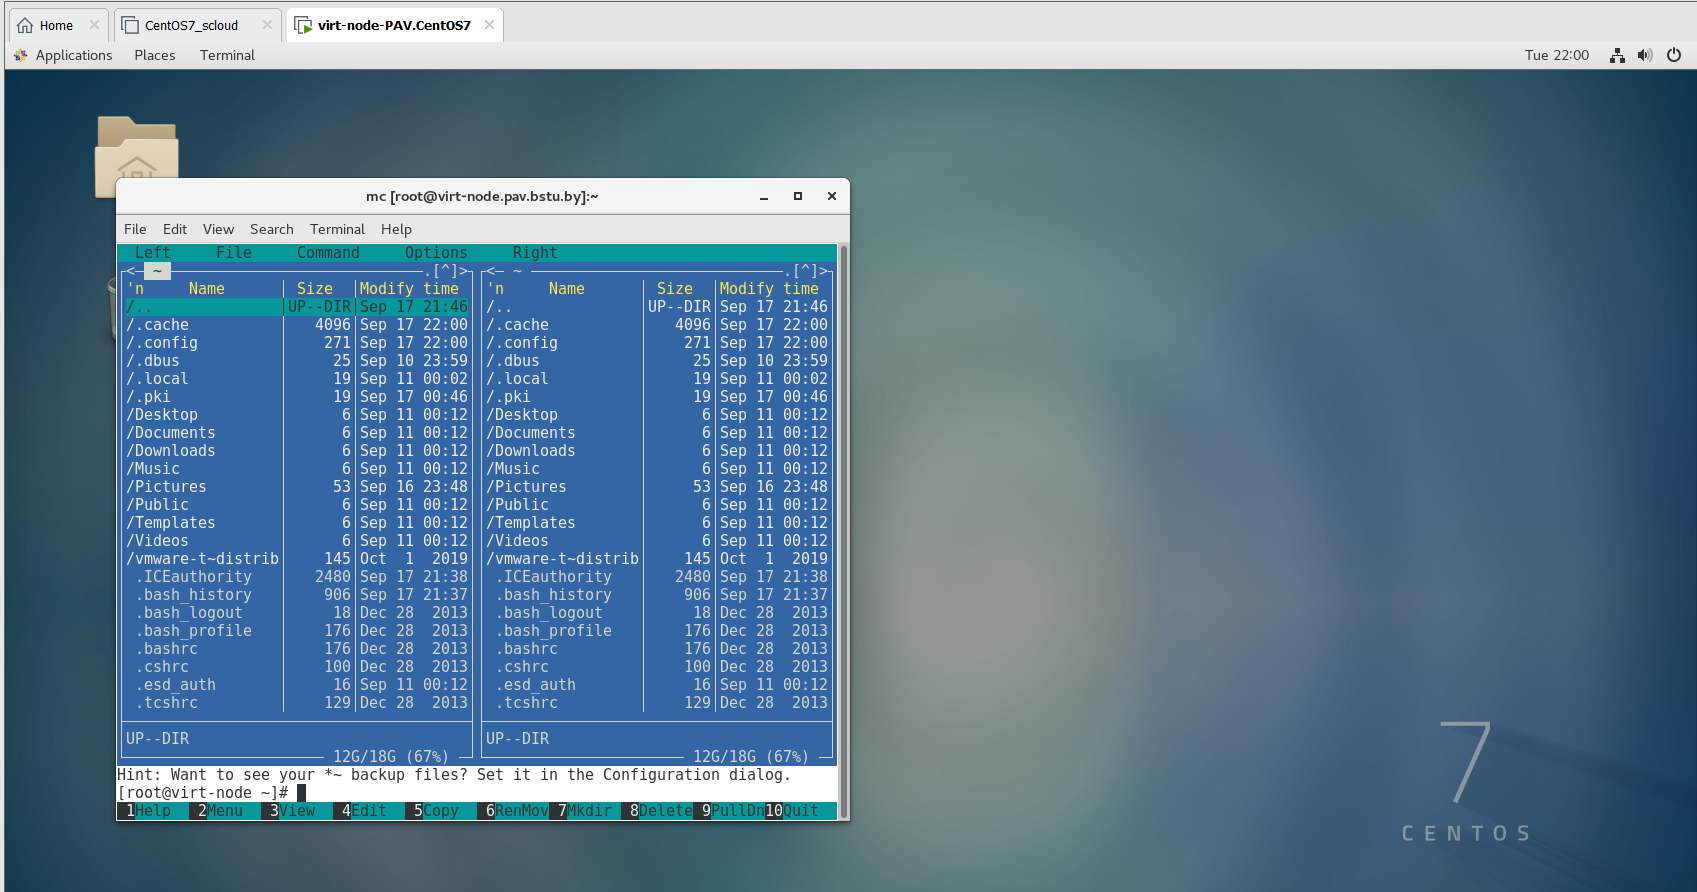 Home CentOS7_scloud virt-node-PAV.CentOS7
Applications Places Terminal Tue 22:00
mc [root@virt-node.pav.bstu.by]:~
File Edit View Search Terminal Help
Left File Command Options Right
<─ ~ ─.[^]> <─ ~ ─.[^]>
'n Name Size Modify time 'n Name Size Modify time
/.. UP--DIR Sep 17 21:46 /.. UP--DIR Sep 17 21:46
/.cache 4096 Sep 17 22:00 /.cache 4096 Sep 17 22:00
/.config 271 Sep 17 22:00 /.config 271 Sep 17 22:00
/.dbus 25 Sep 10 23:59 /.dbus 25 Sep 10 23:59
/.local 19 Sep 11 00:02 /.local 19 Sep 11 00:02
/.pki 19 Sep 17 00:46 /.pki 19 Sep 17 00:46
/Desktop 6 Sep 11 00:12 /Desktop 6 Sep 11 00:12
/Documents 6 Sep 11 00:12 /Documents 6 Sep 11 00:12
/Downloads 6 Sep 11 00:12 /Downloads 6 Sep 11 00:12
/Music 6 Sep 11 00:12 /Music 6 Sep 11 00:12
/Pictures 53 Sep 16 23:48 /Pictures 53 Sep 16 23:48
/Public 6 Sep 11 00:12 /Public 6 Sep 11 00:12
/Templates 6 Sep 11 00:12 /Templates 6 Sep 11 00:12
/Videos 6 Sep 11 00:12 /Videos 6 Sep 11 00:12
/vmware-t~distrib 145 Oct 1 2019 /vmware-t~distrib 145 Oct 1 2019
.ICEauthority 2480 Sep 17 21:38 .ICEauthority 2480 Sep 17 21:38
.bash_history 906 Sep 17 21:37 .bash_history 906 Sep 17 21:37
.bash_logout 18 Dec 28 2013 .bash_logout 18 Dec 28 2013
.bash_profile 176 Dec 28 2013 .bash_profile 176 Dec 28 2013
.bashrc 176 Dec 28 2013 .bashrc 176 Dec 28 2013
.cshrc 100 Dec 28 2013 .cshrc 100 Dec 28 2013
.esd_auth 16 Sep 11 00:12 .esd_auth 16 Sep 11 00:12
.tcshrc 129 Dec 28 2013 .tcshrc 129 Dec 28 2013
UP--DIR UP--DIR
12G/18G (67%) 12G/18G (67%)
Hint: Want to see your *~ backup files? Set it in the Configuration dialog.
[root@virt-node ~]#
1Help 2Menu 3View 4Edit 5Copy 6RenMov 7Mkdir 8Delete 9PullDn 10Quit
7
CENTOS